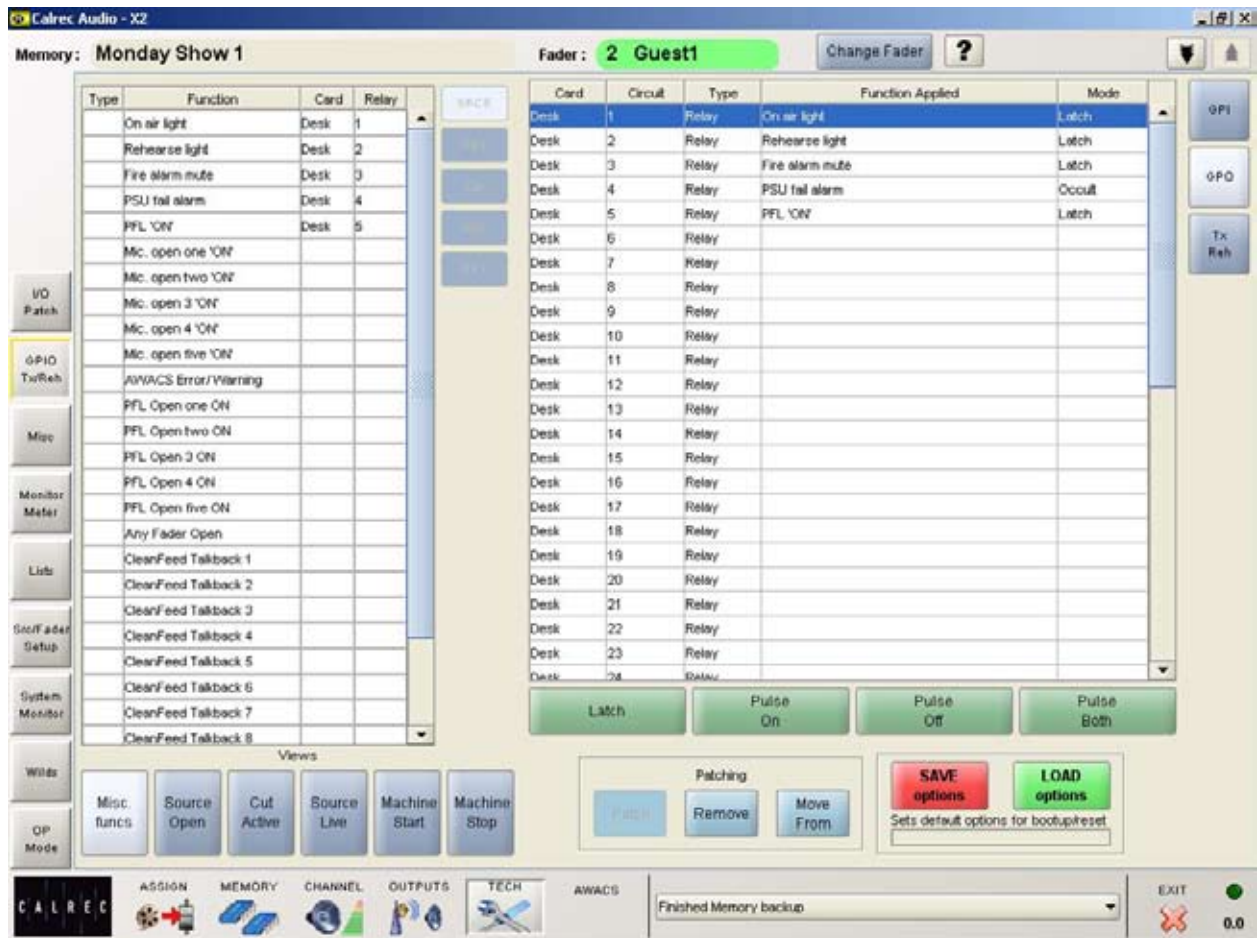 Calrec Audio - X2
Memory: Monday Show 1 Fader: 2 Guest1 Change Fader ?
Type Function Card Relay
On air light Desk 1
Rehearse light Desk 2
Fire alarm mute Desk 3
PSU fail alarm Desk 4
PFL 'ON' Desk 5
Mic. open one 'ON'
Mic. open two 'ON'
Mic. open 3 'ON'
Mic. open 4 'ON'
Mic. open five 'ON'
AWACS Error/Warning
PFL Open one ON
PFL Open two ON
PFL Open 3 ON
PFL Open 4 ON
PFL Open five ON
Any Fader Open
CleanFeed Talkback 1
CleanFeed Talkback 2
CleanFeed Talkback 3
CleanFeed Talkback 4
CleanFeed Talkback 5
CleanFeed Talkback 6
CleanFeed Talkback 7
CleanFeed Talkback 8
Card Circuit Type Function Applied Mode
Desk 1 Relay On air light Latch
Desk 2 Relay Rehearse light Latch
Desk 3 Relay Fire alarm mute Latch
Desk 4 Relay PSU fail alarm Occult
Desk 5 Relay PFL 'ON' Latch
Desk 6 Relay
Desk 7 Relay
Desk 8 Relay
Desk 9 Relay
Desk 10 Relay
Desk 11 Relay
Desk 12 Relay
Desk 13 Relay
Desk 14 Relay
Desk 15 Relay
Desk 16 Relay
Desk 17 Relay
Desk 18 Relay
Desk 19 Relay
Desk 20 Relay
Desk 21 Relay
Desk 22 Relay
Desk 23 Relay
Desk 24 Relay
GPI
GPO
Tx
Reh
I/O
Patch
GPIO
Tx/Reh
Misc
Monitor
Meter
Lists
Src/Fader
Setup
System
Monitor
Wilds
OP
Mode
Latch
Pulse
On
Pulse
Off
Pulse
Both
Views
Misc.
funcs
Source
Open
Cut
Active
Source
Live
Machine
Start
Machine
Stop
Patching
Patch
Remove
Move
From
SAVE
options
LOAD
options
Sets default options for bootup/reset
CALREC
ASSIGN MEMORY CHANNEL OUTPUTS TECH AWACS
Finished Memory backup
EXIT
0.0